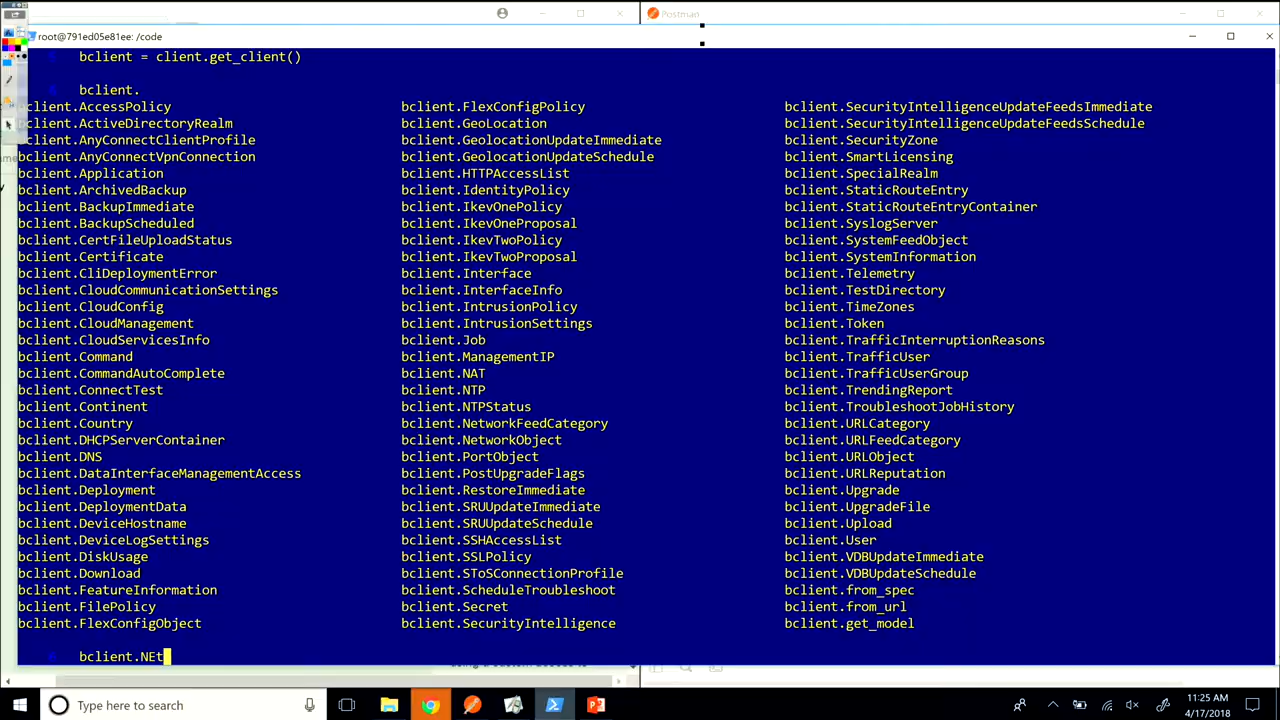 Postman
root@791ed05e81ee: /code
bclient = client.get_client()
bclient.
bclient.AccessPolicy bclient.FlexConfigPolicy bclient.SecurityIntelligenceUpdateFeedsImmediate
bclient.ActiveDirectoryRealm bclient.GeoLocation bclient.SecurityIntelligenceUpdateFeedsSchedule
bclient.AnyConnectClientProfile bclient.GeolocationUpdateImmediate bclient.SecurityZone
bclient.AnyConnectVpnConnection bclient.GeolocationUpdateSchedule bclient.SmartLicensing
bclient.Application bclient.HTTPAccessList bclient.SpecialRealm
bclient.ArchivedBackup bclient.IdentityPolicy bclient.StaticRouteEntry
bclient.BackupImmediate bclient.IkevOnePolicy bclient.StaticRouteEntryContainer
bclient.BackupScheduled bclient.IkevOneProposal bclient.SyslogServer
bclient.CertFileUploadStatus bclient.IkevTwoPolicy bclient.SystemFeedObject
bclient.Certificate bclient.IkevTwoProposal bclient.SystemInformation
bclient.CliDeploymentError bclient.Interface bclient.Telemetry
bclient.CloudCommunicationSettings bclient.InterfaceInfo bclient.TestDirectory
bclient.CloudConfig bclient.IntrusionPolicy bclient.TimeZones
bclient.CloudManagement bclient.IntrusionSettings bclient.Token
bclient.CloudServicesInfo bclient.Job bclient.TrafficInterruptionReasons
bclient.Command bclient.ManagementIP bclient.TrafficUser
bclient.CommandAutoComplete bclient.NAT bclient.TrafficUserGroup
bclient.ConnectTest bclient.NTP bclient.TrendingReport
bclient.Continent bclient.NTPStatus bclient.TroubleshootJobHistory
bclient.Country bclient.NetworkFeedCategory bclient.URLCategory
bclient.DHCPServerContainer bclient.NetworkObject bclient.URLFeedCategory
bclient.DNS bclient.PortObject bclient.URLObject
bclient.DataInterfaceManagementAccess bclient.PostUpgradeFlags bclient.URLReputation
bclient.Deployment bclient.RestoreImmediate bclient.Upgrade
bclient.DeploymentData bclient.SRUUpdateImmediate bclient.UpgradeFile
bclient.DeviceHostname bclient.SRUUpdateSchedule bclient.Upload
bclient.DeviceLogSettings bclient.SSHAccessList bclient.User
bclient.DiskUsage bclient.SSLPolicy bclient.VDBUpdateImmediate
bclient.Download bclient.SToSConnectionProfile bclient.VDBUpdateSchedule
bclient.FeatureInformation bclient.ScheduleTroubleshoot bclient.from_spec
bclient.FilePolicy bclient.Secret bclient.from_url
bclient.FlexConfigObject bclient.SecurityIntelligence bclient.get_model
bclient.NEt
Type here to search
11:25 AM
4/17/2018